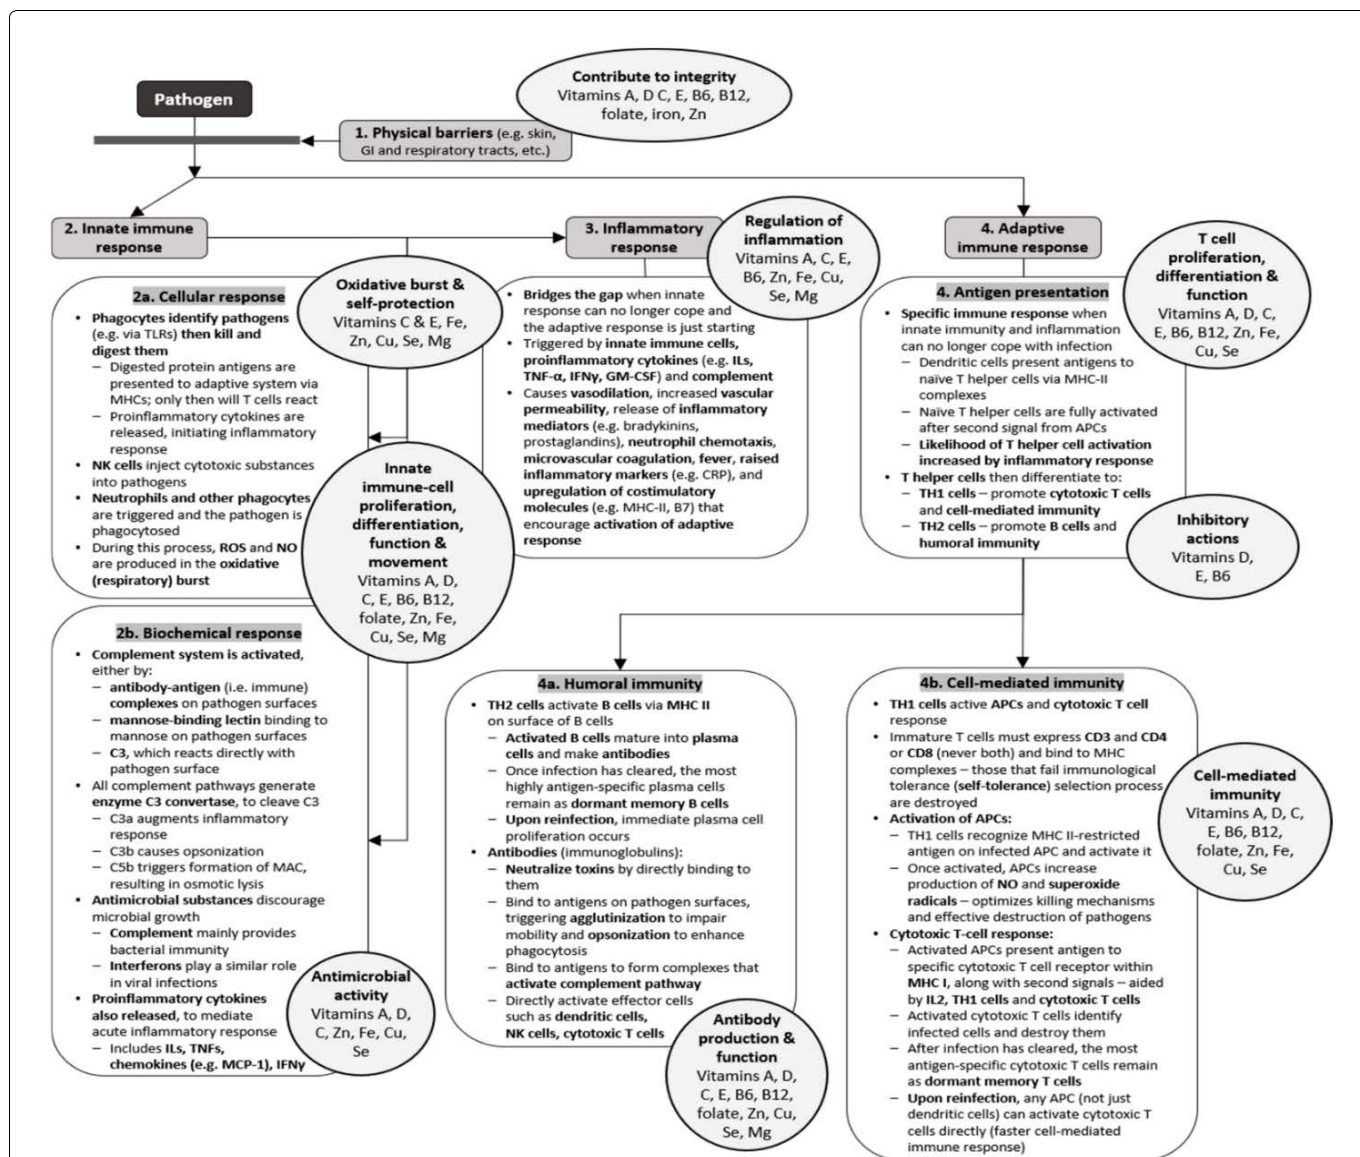 Contribute to integrity
Vitamins A, D C, E, B6, B12,
folate, iron, Zn
Pathogen
1. Physical barriers (e.g. skin,
GI and respiratory tracts, etc.)
2. Innate immune
response
3. Inflammatory
response
Regulation of
inflammation
Vitamins A, C, E,
B6, Zn, Fe, Cu,
Se, Mg
4. Adaptive
immune response
T cell
proliferation,
differentiation &
function
Vitamins A, D, C,
E, B6, B12, Zn, Fe,
Cu, Se
Oxidative burst &
self-protection
Vitamins C & E, Fe,
Zn, Cu, Se, Mg
2a. Cellular response
• Phagocytes identify pathogens
(e.g. via TLRs) then kill and
digest them
– Digested protein antigens are
presented to adaptive system via
MHCs; only then will T cells react
– Proinflammatory cytokines are
released, initiating inflammatory
response
• NK cells inject cytotoxic substances
into pathogens
• Neutrophils and other phagocytes
are triggered and the pathogen is
phagocytosed
• During this process, ROS and NO
are produced in the oxidative
(respiratory) burst
Innate
immune-cell
proliferation,
differentiation,
function &
movement
Vitamins A, D,
C, E, B6, B12,
folate, Zn, Fe,
Cu, Se, Mg
• Bridges the gap when innate
response can no longer cope and
the adaptive response is just starting
• Triggered by innate immune cells,
proinflammatory cytokines (e.g. ILs,
TNF-α, IFNγ, GM-CSF) and complement
• Causes vasodilation, increased vascular
permeability, release of inflammatory
mediators (e.g. bradykinins,
prostaglandins), neutrophil chemotaxis,
microvascular coagulation, fever, raised
inflammatory markers (e.g. CRP), and
upregulation of costimulatory
molecules (e.g. MHC-II, B7) that
encourage activation of adaptive
response
4. Antigen presentation
• Specific immune response when
innate immunity and inflammation
can no longer cope with infection
– Dendritic cells present antigens to
naïve T helper cells via MHC-II
complexes
– Naïve T helper cells are fully activated
after second signal from APCs
– Likelihood of T helper cell activation
increased by inflammatory response
• T helper cells then differentiate to:
– TH1 cells – promote cytotoxic T cells
and cell-mediated immunity
– TH2 cells – promote B cells and
humoral immunity
Inhibitory
actions
Vitamins D,
E, B6
2b. Biochemical response
• Complement system is activated,
either by:
– antibody-antigen (i.e. immune)
complexes on pathogen surfaces
– mannose-binding lectin binding to
mannose on pathogen surfaces
– C3, which reacts directly with
pathogen surface
• All complement pathways generate
enzyme C3 convertase, to cleave C3
– C3a augments inflammatory
response
– C3b causes opsonization
– C5b triggers formation of MAC,
resulting in osmotic lysis
• Antimicrobial substances discourage
microbial growth
– Complement mainly provides
bacterial immunity
– Interferons play a similar role
in viral infections
• Proinflammatory cytokines
also released, to mediate
acute inflammatory response
– Includes ILs, TNFs,
chemokines (e.g. MCP-1), IFNγ
Antimicrobial
activity
Vitamins A, D,
C, Zn, Fe, Cu,
Se
4a. Humoral immunity
• TH2 cells activate B cells via MHC II
on surface of B cells
– Activated B cells mature into plasma
cells and make antibodies
– Once infection has cleared, the most
highly antigen-specific plasma cells
remain as dormant memory B cells
– Upon reinfection, immediate plasma cell
proliferation occurs
• Antibodies (immunoglobulins):
– Neutralize toxins by directly binding to
them
– Bind to antigens on pathogen surfaces,
triggering agglutinization to impair
mobility and opsonization to enhance
phagocytosis
– Bind to antigens to form complexes that
activate complement pathway
– Directly activate effector cells
such as dendritic cells,
NK cells, cytotoxic T cells
Antibody
production &
function
Vitamins A, D,
C, E, B6, B12,
folate, Zn, Cu,
Se, Mg
4b. Cell-mediated immunity
• TH1 cells active APCs and cytotoxic T cell
response
• Immature T cells must express CD3 and CD4
or CD8 (never both) and bind to MHC
complexes – those that fail immunological
tolerance (self-tolerance) selection process
are destroyed
• Activation of APCs:
– TH1 cells recognize MHC II-restricted
antigen on infected APC and activate it
– Once activated, APCs increase
production of NO and superoxide
radicals – optimizes killing mechanisms
and effective destruction of pathogens
• Cytotoxic T-cell response:
– Activated APCs present antigen to
specific cytotoxic T cell receptor within
MHC I, along with second signals – aided
by IL2, TH1 cells and cytotoxic T cells
– Activated cytotoxic T cells identify
infected cells and destroy them
– After infection has cleared, the most
antigen-specific cytotoxic T cells remain
as dormant memory T cells
– Upon reinfection, any APC (not just
dendritic cells) can activate cytotoxic T
cells directly (faster cell-mediated
immune response)
Cell-mediated
immunity
Vitamins A, D, C,
E, B6, B12,
folate, Zn, Fe,
Cu, Se